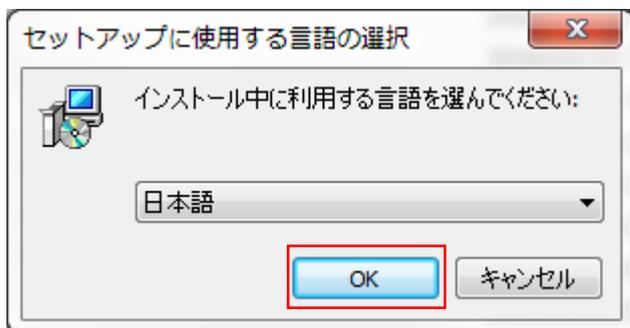 セットアップに使用する言語の選択
インストール中に利用する言語を選んでください:
日本語
OK キャンセル